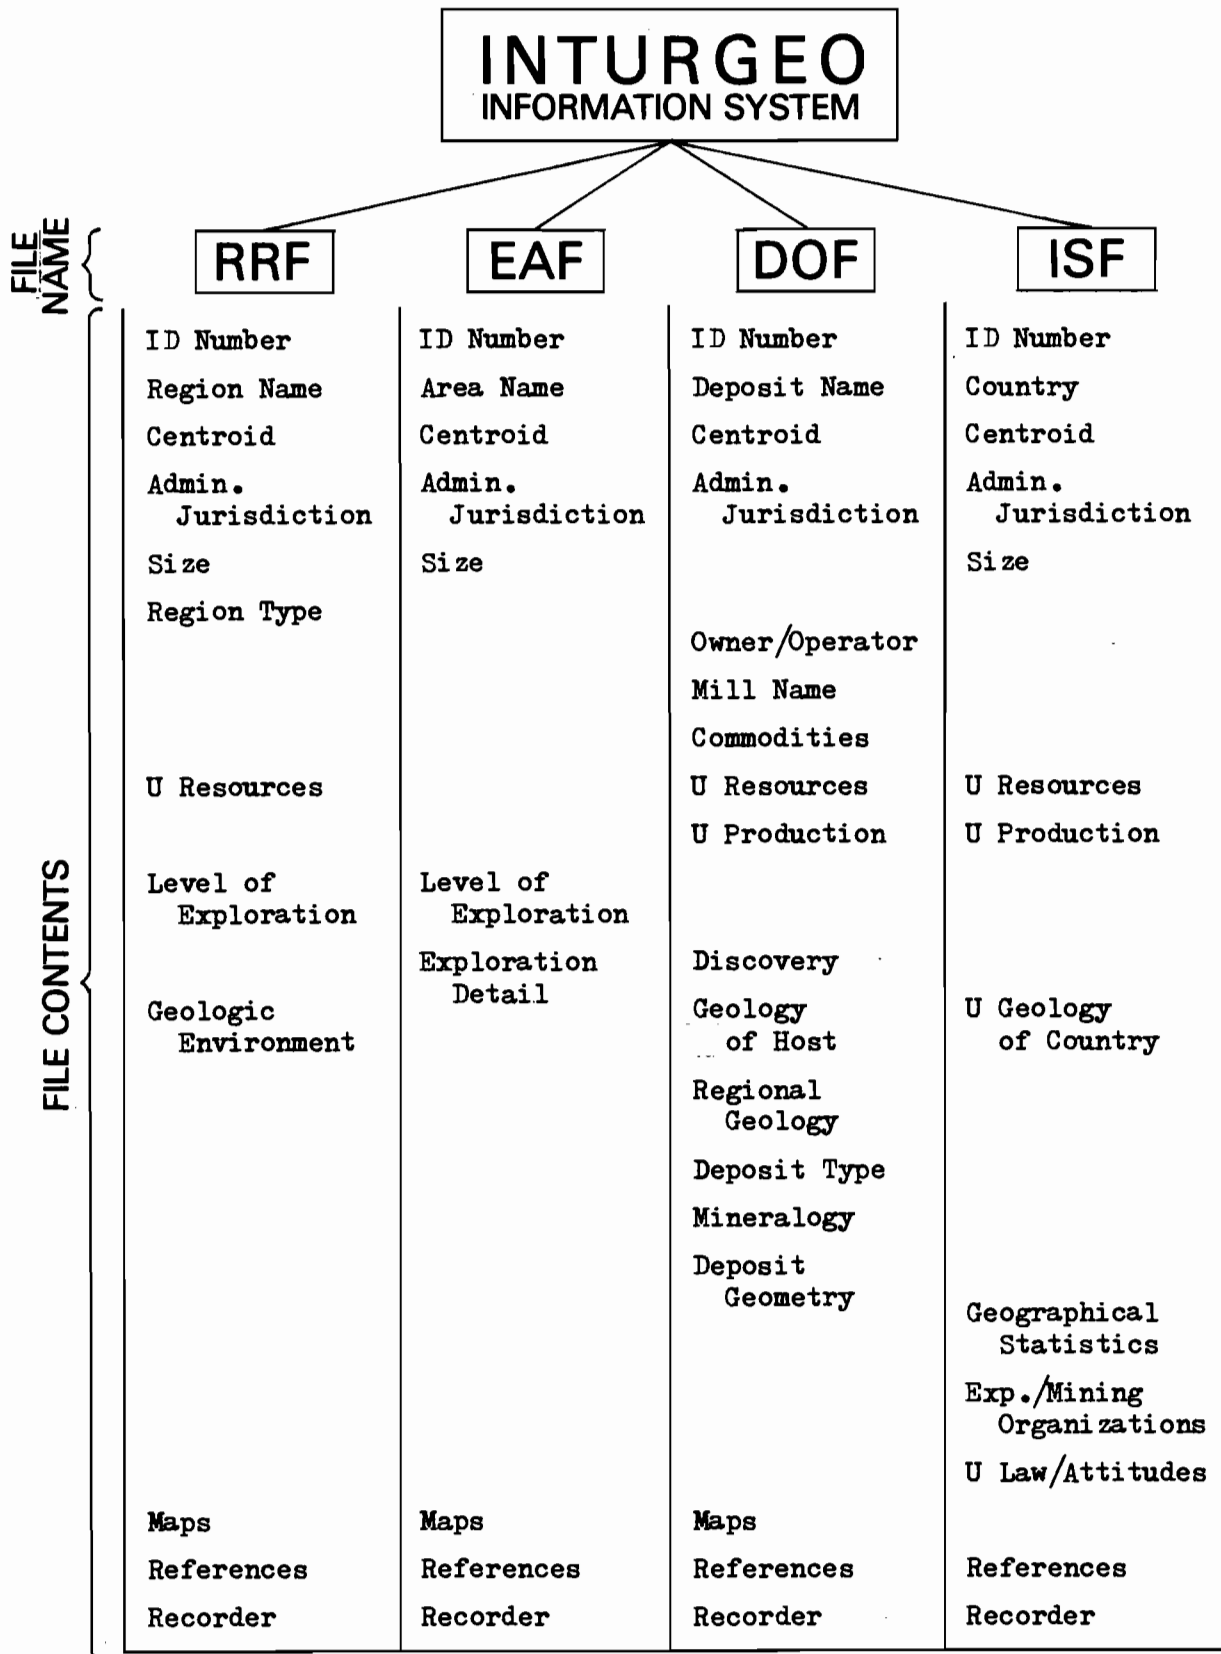 INTURGEO
INFORMATION SYSTEM
FILE
NAME
RRF
EAF
DOF
ISF
FILE CONTENTS
ID Number
Region Name
Centroid
Admin.
Jurisdiction
Size
Region Type
U Resources
Level of
Exploration
Geologic
Environment
Maps
References
Recorder
ID Number
Area Name
Centroid
Admin.
Jurisdiction
Size
Level of
Exploration
Exploration
Detail
Maps
References
Recorder
ID Number
Deposit Name
Centroid
Admin.
Jurisdiction
Owner/Operator
Mill Name
Commodities
U Resources
U Production
Discovery
Geology
of Host
Regional
Geology
Deposit Type
Mineralogy
Deposit
Geometry
Maps
References
Recorder
ID Number
Country
Centroid
Admin.
Jurisdiction
Size
U Resources
U Production
U Geology
of Country
Geographical
Statistics
Exp./Mining
Organizations
U Law/Attitudes
References
Recorder